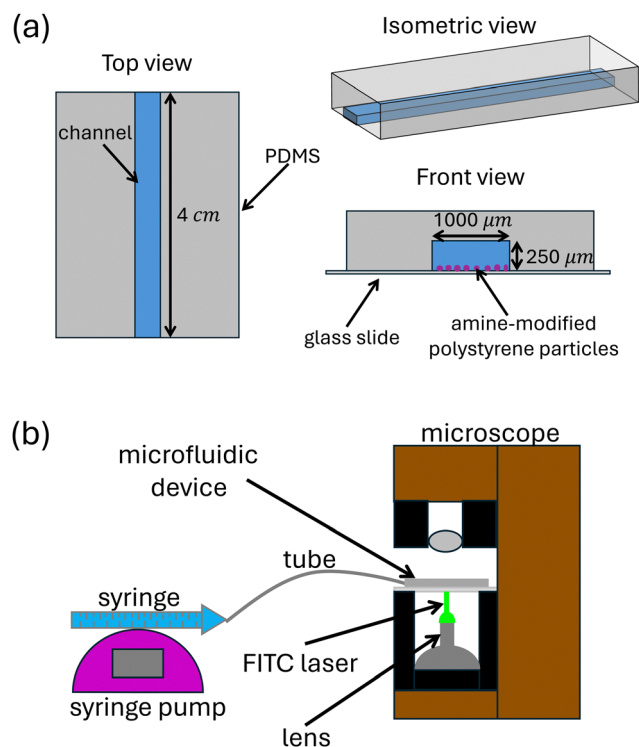 (a)
Top view
channel
4 cm
PDMS
Isometric view
Front view
1000 μm
250 μm
glass slide
amine-modified
polystyrene particles
(b)
microscope
microfluidic
device
tube
syringe
FITC laser
syringe pump
lens